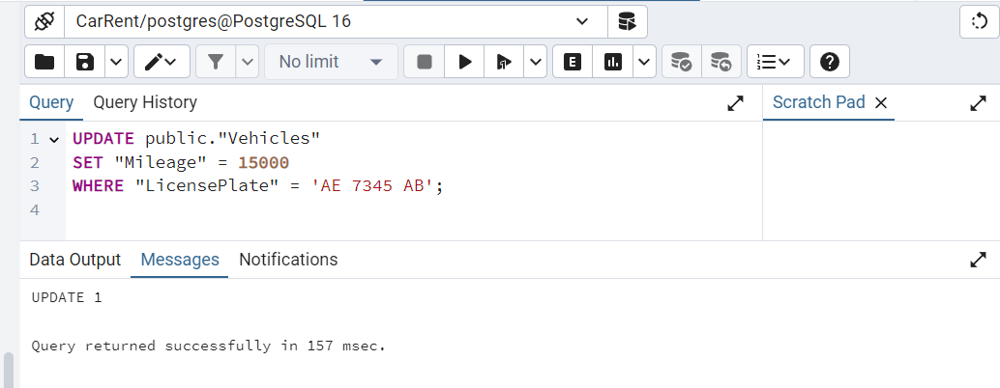 CarRent/postgres@PostgreSQL 16
No limit
E
Query Query History
Scratch Pad
1 UPDATE public."Vehicles"
2 SET "Mileage" = 15000
3 WHERE "LicensePlate" = 'AE 7345 AB';
4
Data Output Messages Notifications
UPDATE 1
Query returned successfully in 157 msec.